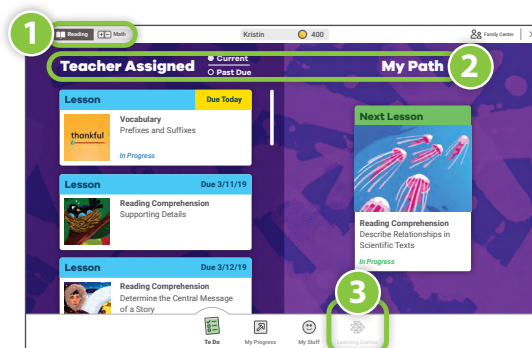 1
Reading
Math
Kristin
400
Family Center
Teacher Assigned
Current
Past Due
My Path
2
Lesson
Due Today
thankful
Vocabulary
Prefixes and Suffixes
In Progress
Lesson
Due 3/11/19
Reading Comprehension
Supporting Details
Lesson
Due 3/12/19
Reading Comprehension
Determine the Central Message
of a Story
Next Lesson
Reading Comprehension
Describe Relationships in
Scientific Texts
In Progress
3
To Do
My Progress
My Stuff
Learning Games